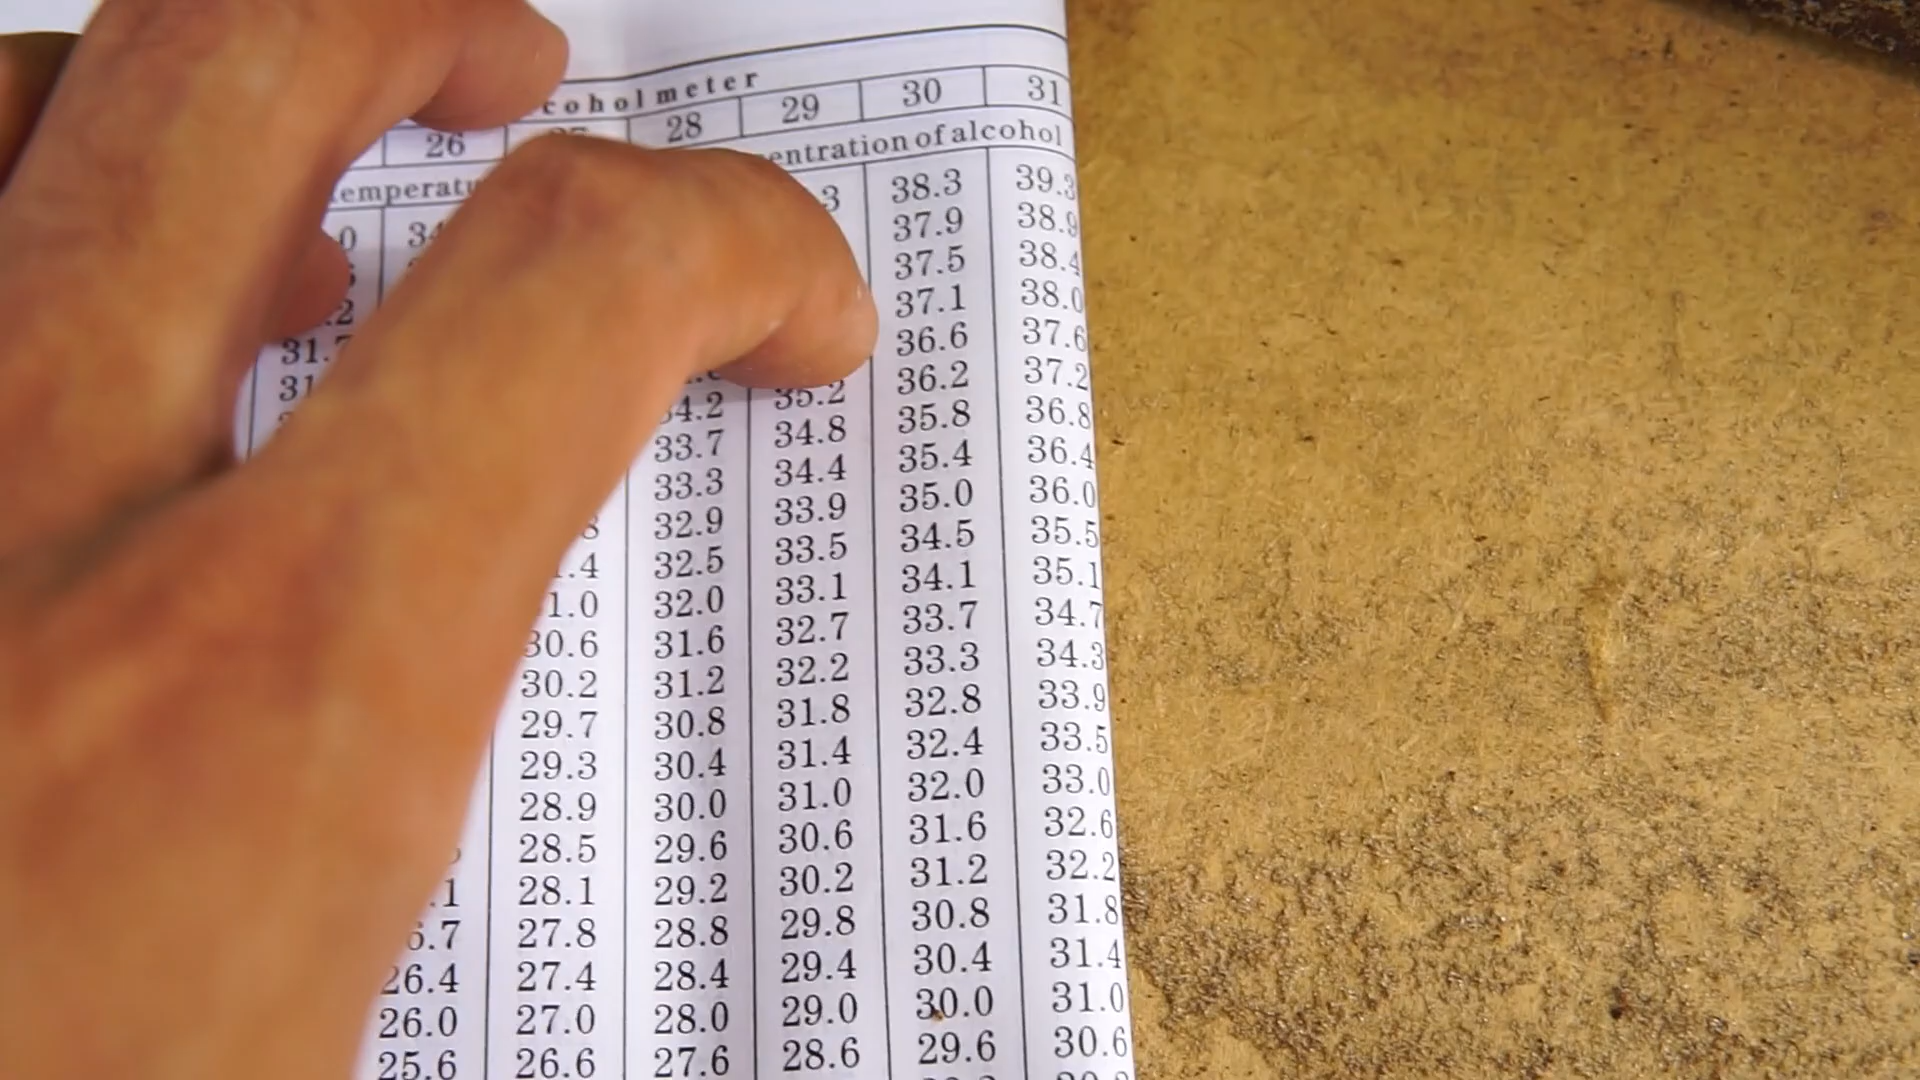 coholmeter
26 28 29 30 31
temperatu entration of alcohol
0 34 3 38.3 39.3
37.9 38.9
37.5 38.4
.2 37.1 38.0
31.7 36.6 37.6
31 35.2 36.2 37.2
34.2 34.8 35.8 36.8
33.7 34.4 35.4 36.4
33.3 33.9 35.0 36.0
8 32.9 33.5 34.5 35.5
.4 32.5 33.1 34.1 35.1
1.0 32.0 32.7 33.7 34.7
30.6 31.6 32.2 33.3 34.3
30.2 31.2 31.8 32.8 33.9
29.7 30.8 31.4 32.4 33.5
29.3 30.4 31.0 32.0 33.0
28.9 30.0 30.6 31.6 32.6
28.5 29.6 30.2 31.2 32.2
.1 28.1 29.2 29.8 30.8 31.8
6.7 27.8 28.8 29.4 30.4 31.4
26.4 27.4 28.4 29.0 30.0 31.0
26.0 27.0 28.0 28.6 29.6 30.6
25.6 26.6 27.6